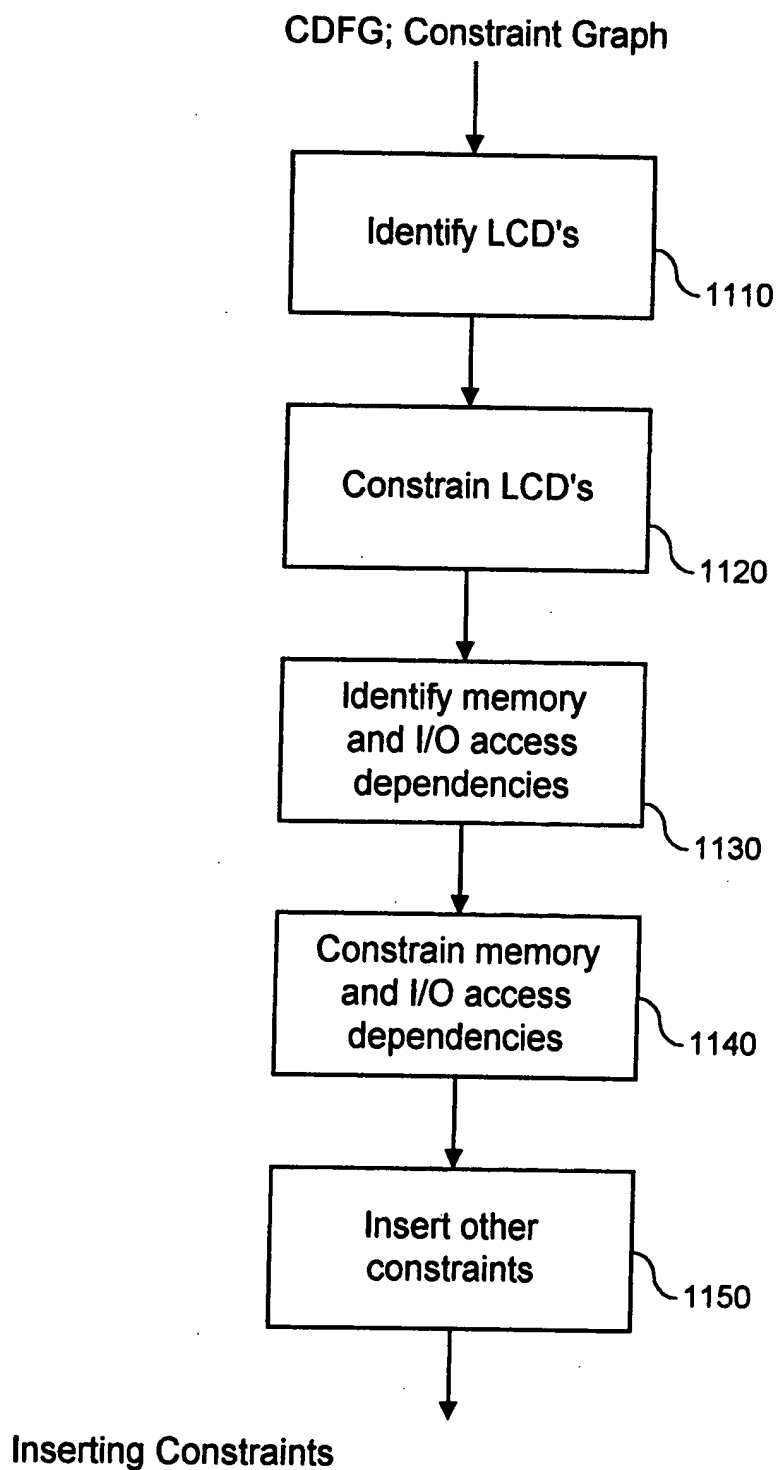 CDFG; Constraint Graph
Identify LCD's
1110
Constrain LCD's
1120
Identify memory
and I/O access
dependencies
1130
Constrain memory
and I/O access
dependencies
1140
Insert other
constraints
1150
Inserting Constraints